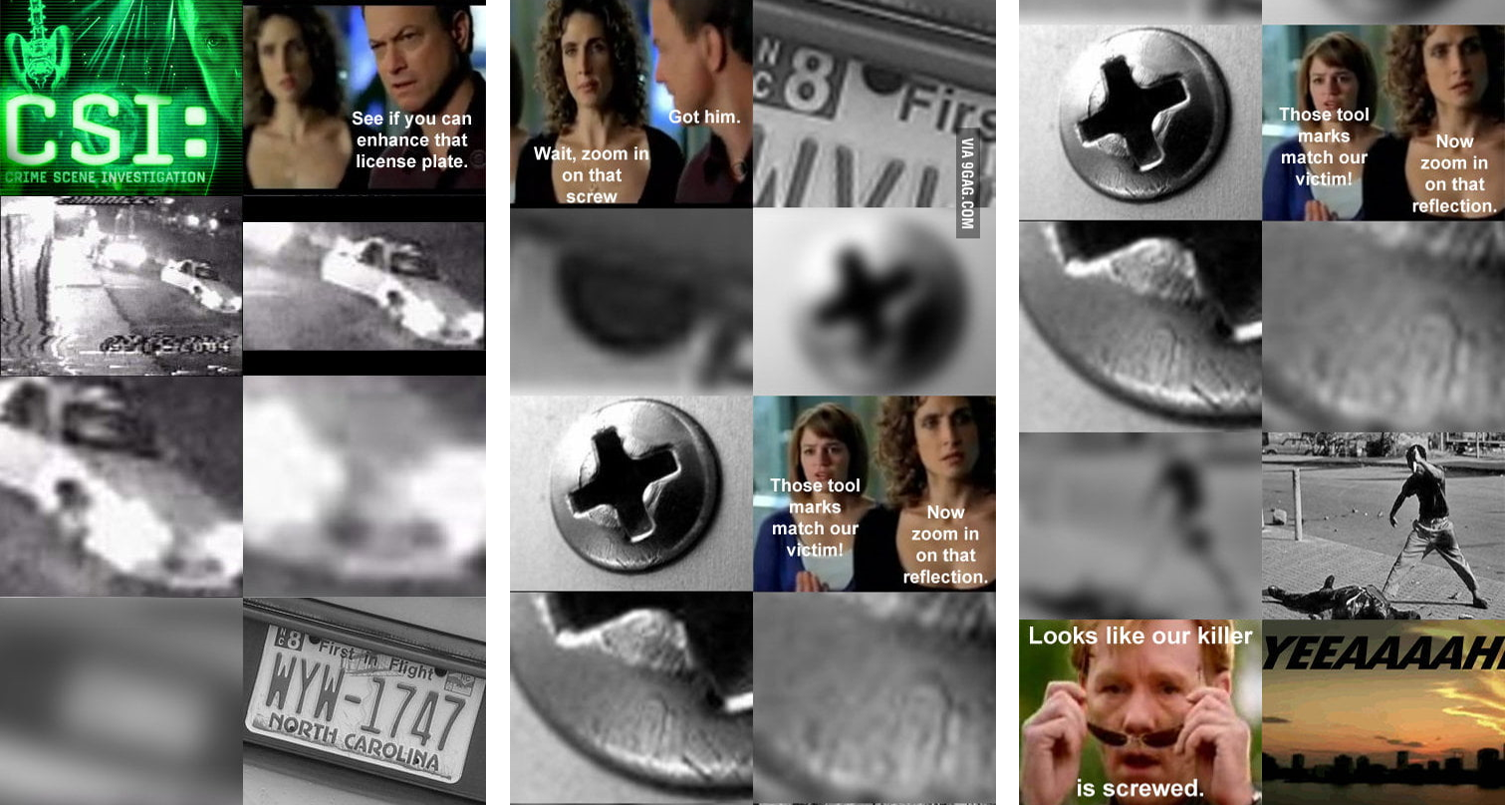 CSI:
CRIME SCENE INVESTIGATION
See if you can
enhance that
license plate.
NC 8
First in Flight
WYW-1747
NORTH CAROLINA
Wait, zoom in
on that
screw
Got him.
NC 8
First
WYW
VIA 9GAG.COM
Those tool
marks
match our
victim!
Now
zoom in
on that
reflection.
Those tool
marks
match our
victim!
Now
zoom in
on that
reflection.
Looks like our killer
is screwed.
YEEAAAAH